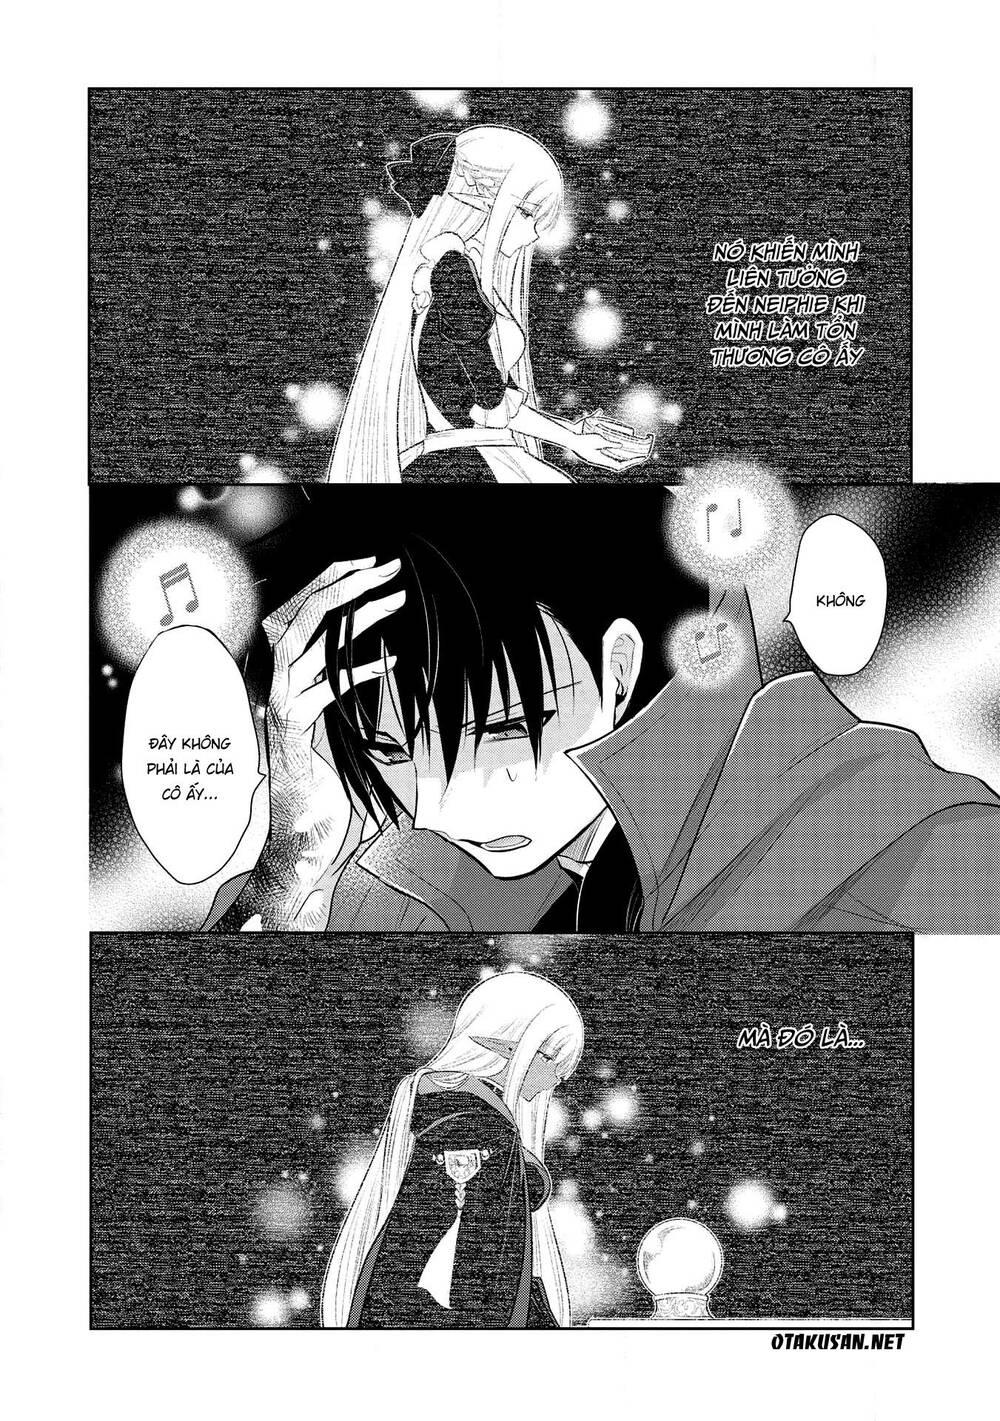 NÓ KHIẾN MÌNH
LIÊN TƯỞNG
ĐẾN NEIPHIE KHI
MÌNH LÀM TỔN
THƯƠNG CÔ ẤY
KHÔNG
ĐÂY KHÔNG
PHẢI LÀ CỦA
CÔ ẤY...
MÀ ĐÓ LÀ...
OTAKUSAN.NET